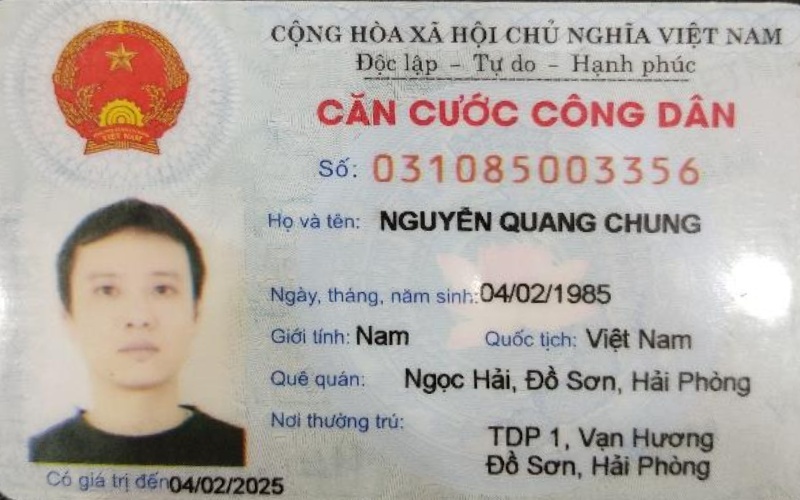 CỘNG HÒA XÃ HỘI CHỦ NGHĨA VIỆT NAM
Độc lập – Tự do – Hạnh phúc
CĂN CƯỚC CÔNG DÂN
Số: 031085003356
Họ và tên: NGUYỄN QUANG CHUNG
Ngày, tháng, năm sinh: 04/02/1985
Giới tính: Nam Quốc tịch: Việt Nam
Quê quán: Ngọc Hải, Đồ Sơn, Hải Phòng
Nơi thường trú: TDP 1, Vạn Hương
Đồ Sơn, Hải Phòng
Có giá trị đến 04/02/2025
VIỆT NAM